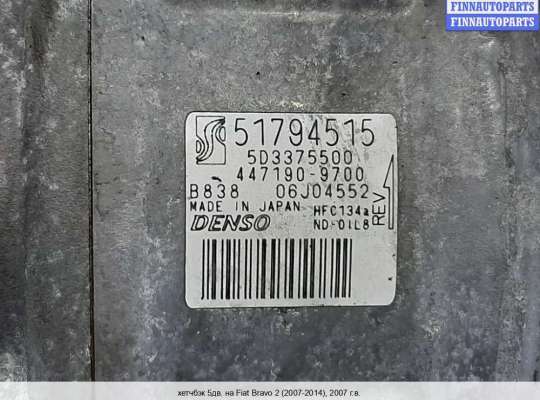 FINNAUTOPARTS
FINNAUTOPARTS
51794515
5D3375500
447190-9700
B838 06J04552
MADE IN JAPAN HFC134a
DENSO ND-OIL8
REV
хетчбэк 5дв. на Fiat Bravo 2 (2007-2014), 2007 г.в.